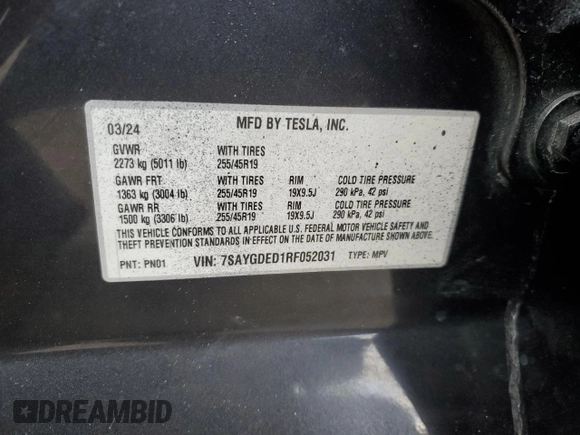 03/24 MFD BY TESLA, INC.
GVWR WITH TIRES
2273 kg (5011 lb) 255/45R19
GAWR FRT WITH TIRES RIM COLD TIRE PRESSURE
1363 kg (3004 lb) 255/45R19 19X9.5J 290 kPa, 42 psi
GAWR RR WITH TIRES RIM COLD TIRE PRESSURE
1500 kg (3306 lb) 255/45R19 19X9.5J 290 kPa, 42 psi
THIS VEHICLE CONFORMS TO ALL APPLICABLE U.S. FEDERAL MOTOR VEHICLE SAFETY AND
THEFT PREVENTION STANDARDS IN EFFECT ON THE DATE OF MANUFACTURE SHOWN ABOVE.
PNT: PN01 VIN: 7SAYGDED1RF052031 TYPE: MPV
DREAMBID